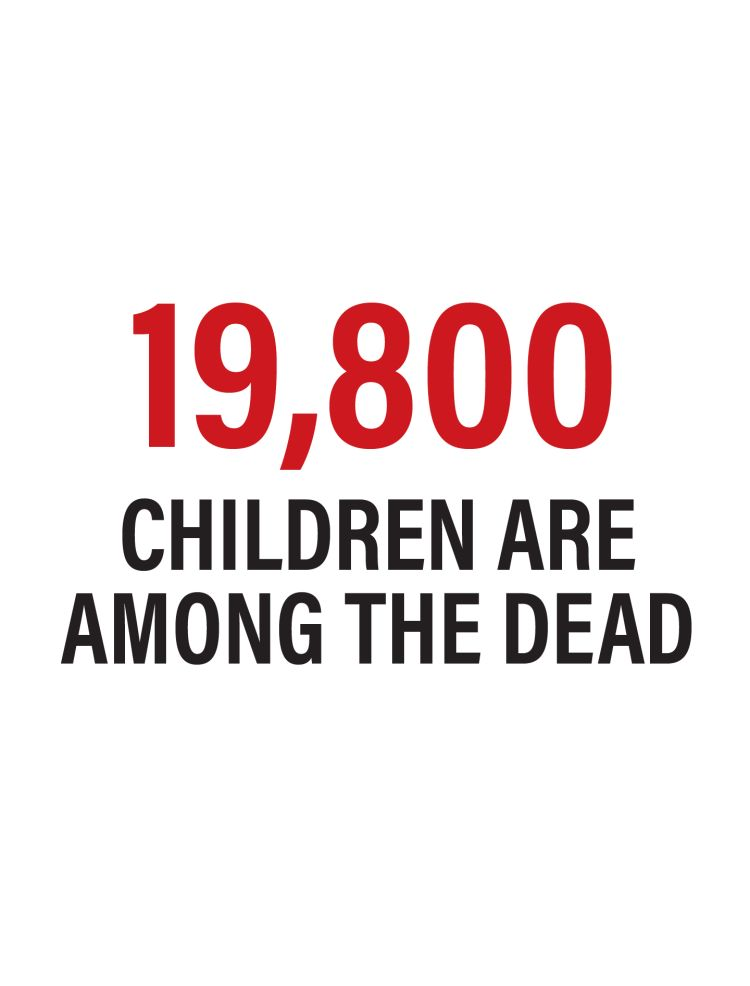 19,800
CHILDREN ARE
AMONG THE DEAD